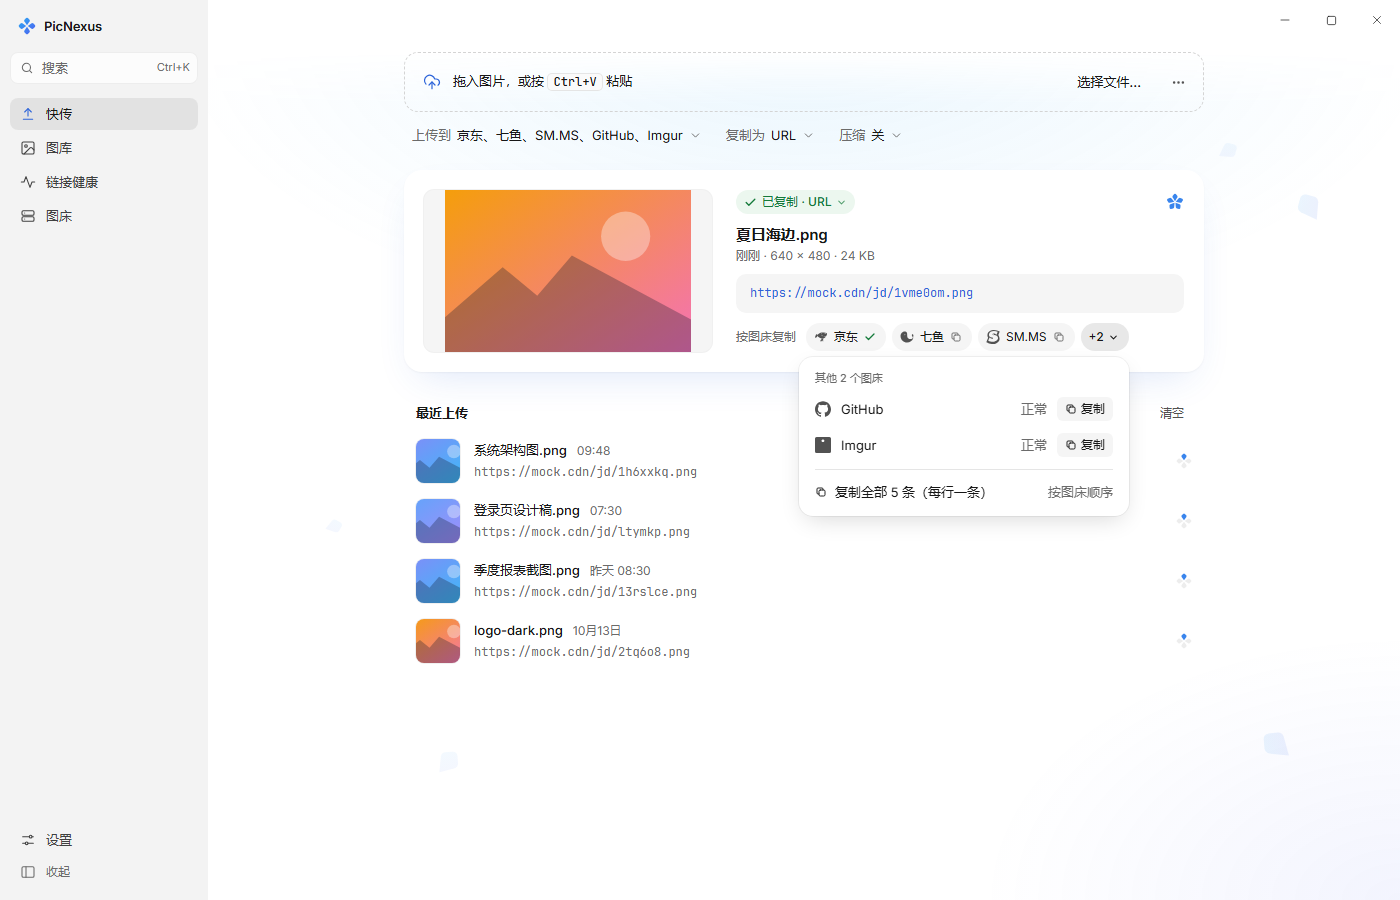 PicNexus
搜索 Ctrl+K
快传
图库
链接健康
图床
设置
收起
拖入图片，或按 Ctrl+V 粘贴
选择文件...
上传到 京东、七鱼、SM.MS、GitHub、Imgur
复制为 URL
压缩 关
已复制 · URL
夏日海边.png
刚刚 · 640 × 480 · 24 KB
https://mock.cdn/jd/1vme0om.png
按图床复制 京东 七鱼 SM.MS +2
其他 2 个图床
GitHub 正常 复制
Imgur 正常 复制
复制全部 5 条（每行一条） 按图床顺序
最近上传 清空
系统架构图.png 09:48
https://mock.cdn/jd/1h6xxkq.png
登录页设计稿.png 07:30
https://mock.cdn/jd/ltymkp.png
季度报表截图.png 昨天 08:30
https://mock.cdn/jd/13rslce.png
logo-dark.png 10月13日
https://mock.cdn/jd/2tq6o8.png